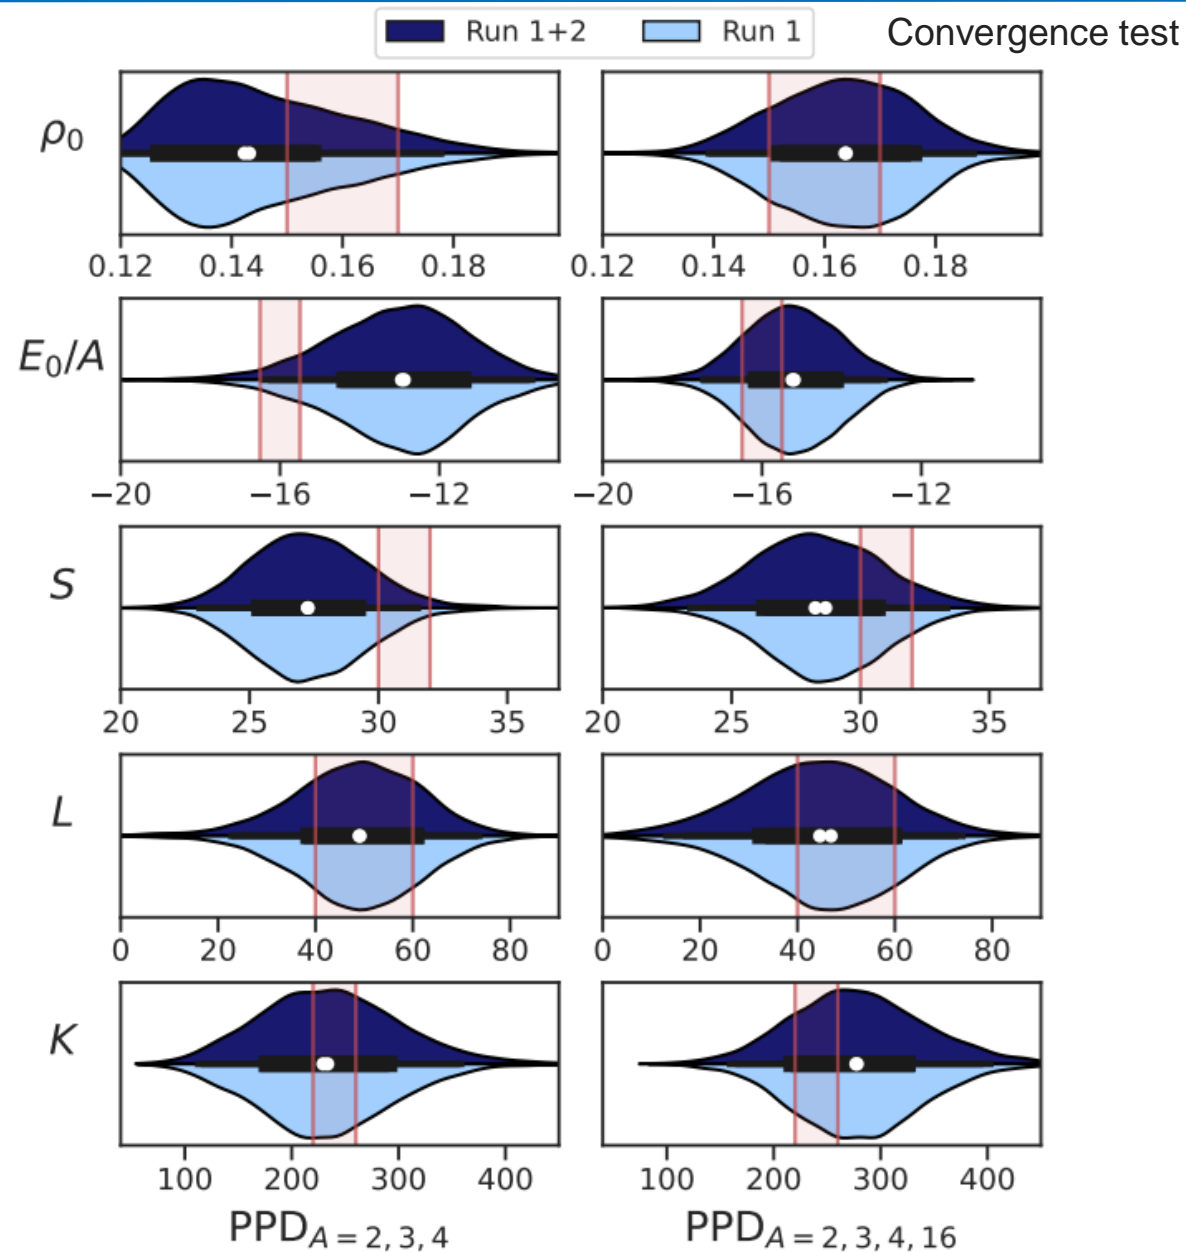 Run 1+2 Run 1 Convergence test
ρ₀
0.12 0.14 0.16 0.18 0.12 0.14 0.16 0.18
E₀/A
−20 −16 −12 −20 −16 −12
S
20 25 30 35 20 25 30 35
L
0 20 40 60 80 0 20 40 60 80
K
100 200 300 400 100 200 300 400
PPD_A = 2, 3, 4 PPD_A = 2, 3, 4, 16